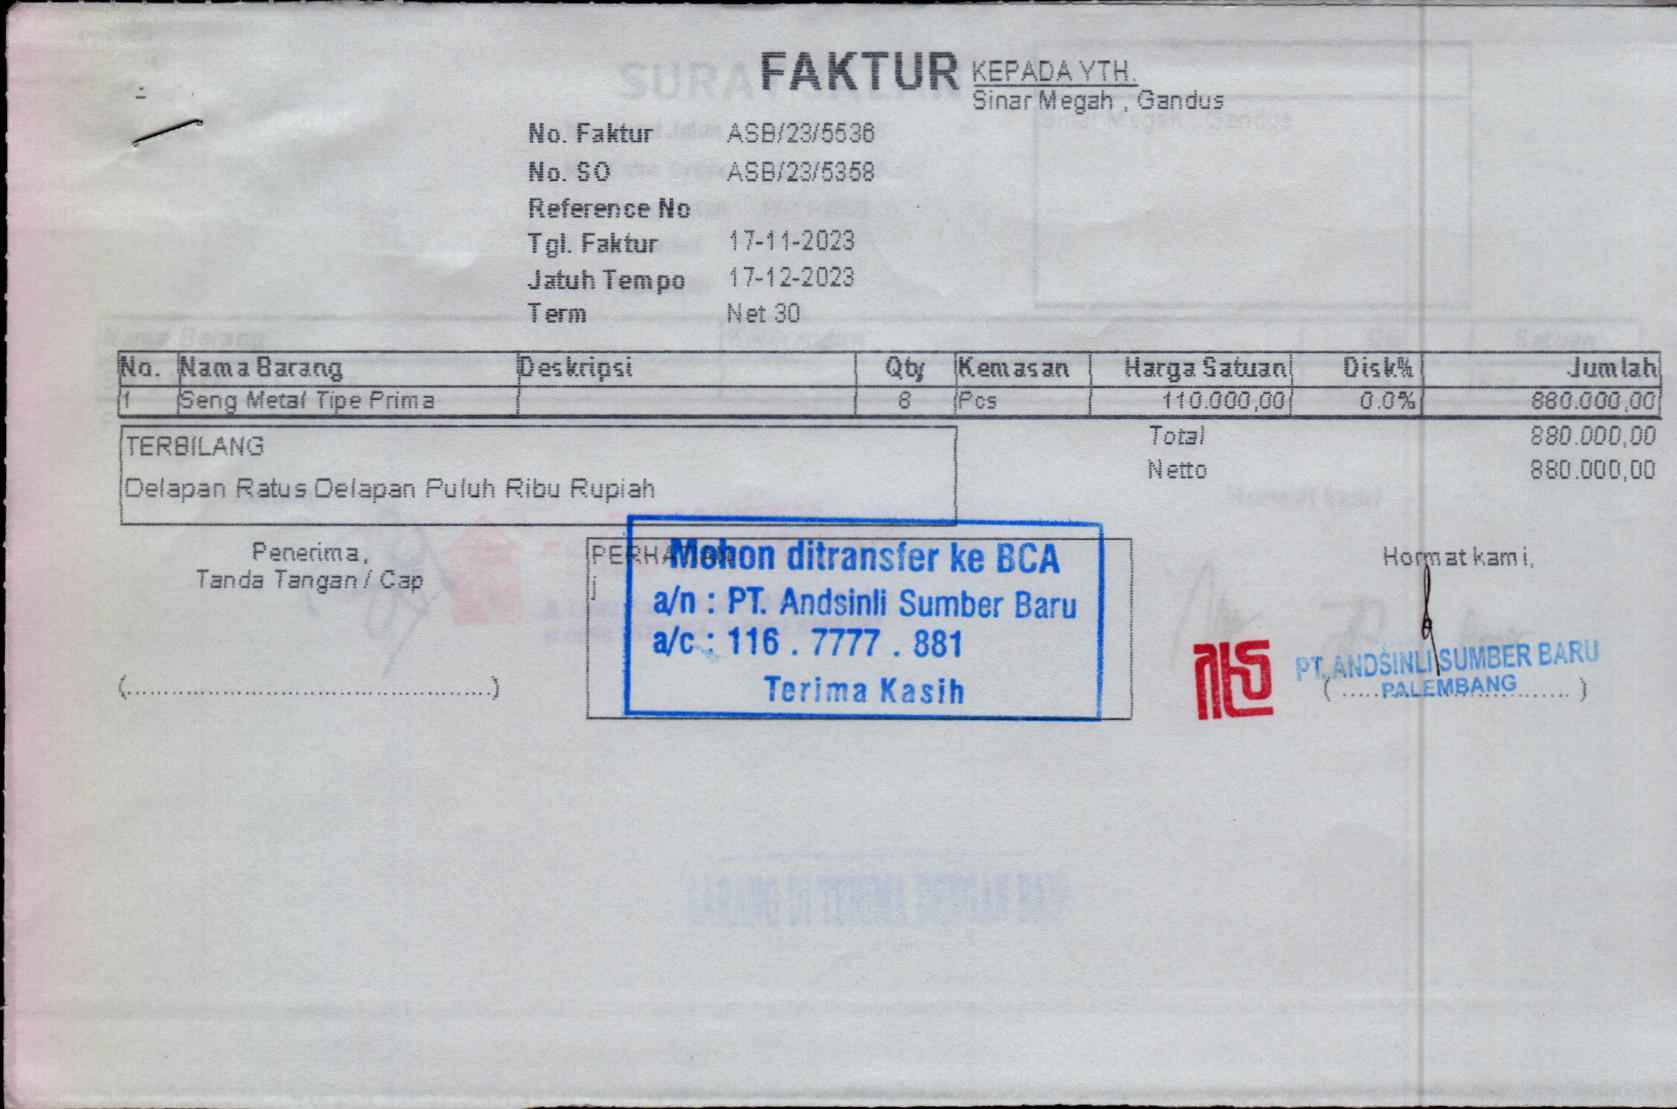 FAKTUR
KEPADA YTH.
Sinar Megah , Gandus
No. Faktur ASB/23/5536
No. SO ASB/23/5358
Reference No
Tgl. Faktur 17-11-2023
Jatuh Tempo 17-12-2023
Term Net 30
No. Nama Barang Deskripsi Qty Kemasan Harga Satuan Disk% Jumlah
1 Seng Metal Tipe Prima 8 Pcs 110.000,00 0.0% 880.000,00
Total 880.000,00
Netto 880.000,00
TERBILANG
Delapan Ratus Delapan Puluh Ribu Rupiah
Penerima,
Tanda Tangan / Cap
(............................................)
Mohon ditransfer ke BCA
a/n : PT. Andsinli Sumber Baru
a/c : 116 . 7777 . 881
Terima Kasih
Hormat kami,
PT. ANDSINLI SUMBER BARU
PALEMBANG